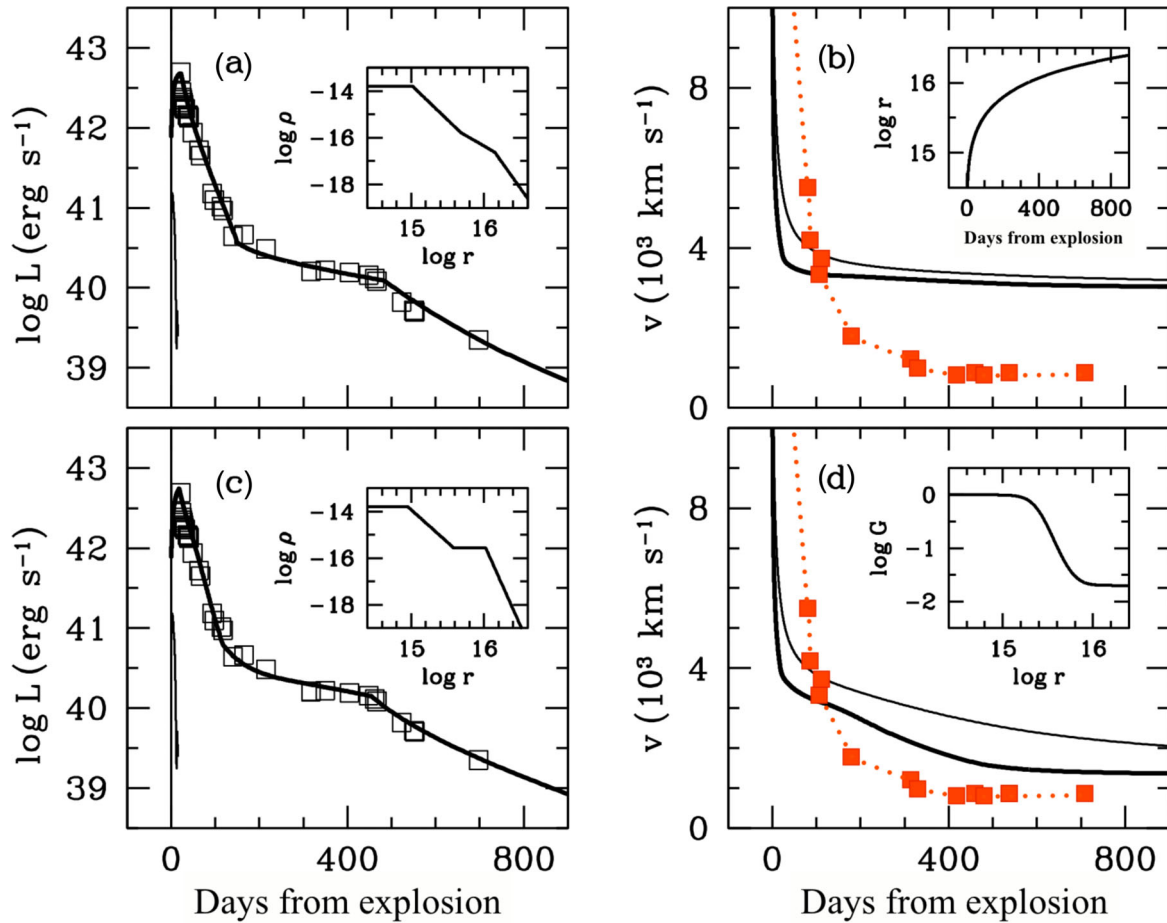 (a)
log L (erg s⁻¹)
43
42
41
40
39
log ρ
−14
−16
−18
15
16
log r
(b)
v (10³ km s⁻¹)
8
4
0
log r
16
15
0
400
800
Days from explosion
(c)
log L (erg s⁻¹)
43
42
41
40
39
log ρ
−14
−16
−18
15
16
log r
0
400
800
Days from explosion
(d)
v (10³ km s⁻¹)
8
4
0
log G
0
−1
−2
15
16
log r
0
400
800
Days from explosion